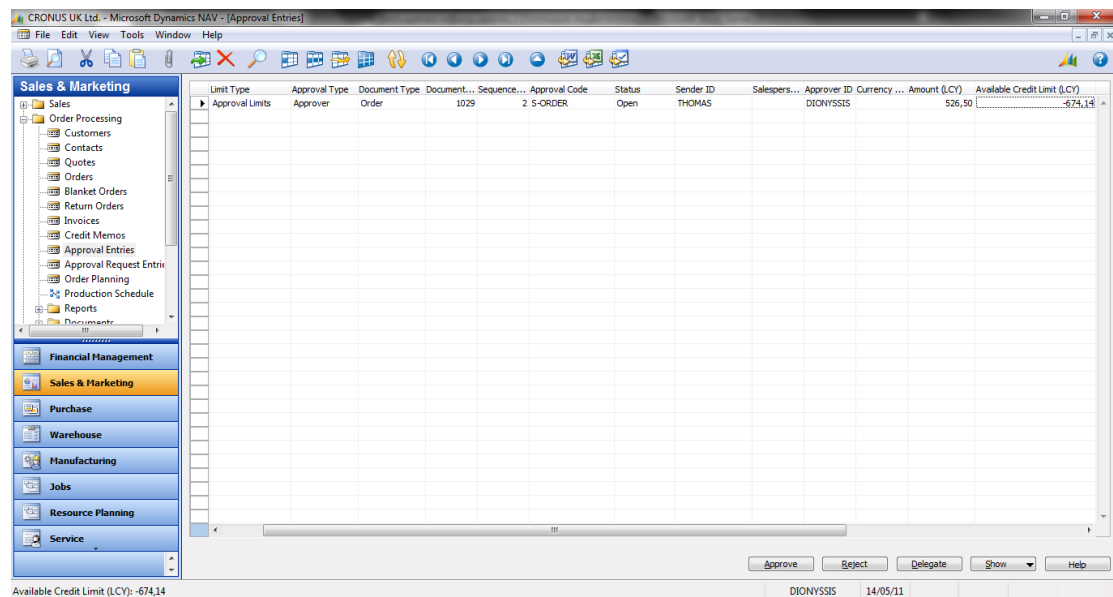 CRONUS UK Ltd. - Microsoft Dynamics NAV - [Approval Entries]
File Edit View Tools Window Help
Sales & Marketing
Sales
Order Processing
Customers
Contacts
Quotes
Orders
Blanket Orders
Return Orders
Invoices
Credit Memos
Approval Entries
Approval Request Entrie
Order Planning
Production Schedule
Reports
Documents
Financial Management
Sales & Marketing
Purchase
Warehouse
Manufacturing
Jobs
Resource Planning
Service
Limit Type Approval Type Document Type Document... Sequence... Approval Code Status Sender ID Salespers... Approver ID Currency ... Amount (LCY) Available Credit Limit (LCY)
Approval Limits Approver Order 1029 2 S-ORDER Open THOMAS DIONYSSIS 526,50 -674,14
Approve Reject Delegate Show Help
Available Credit Limit (LCY): -674,14 DIONYSSIS 14/05/11